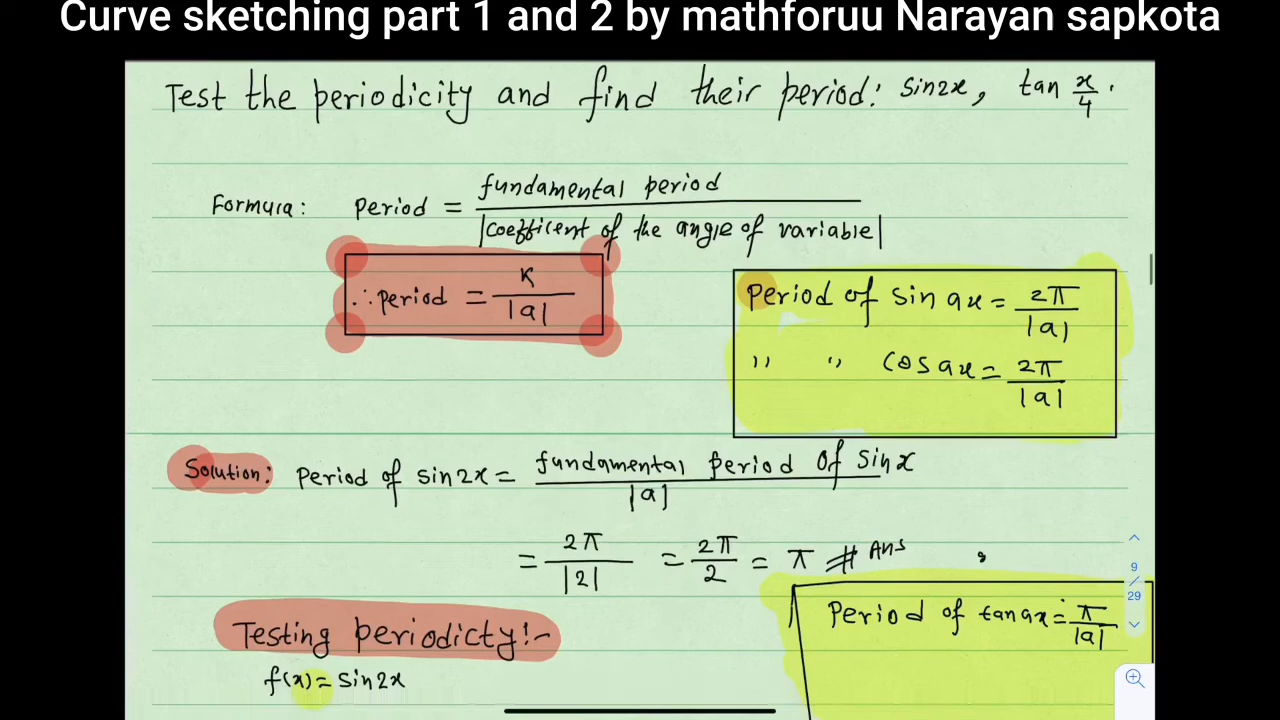 Curve sketching part 1 and 2 by mathforuu Narayan sapkota
Test the periodicity and find their period: sin2x, tan x/4.
Formula: Period = fundamental period / |coefficent of the angle of variable|
∴ period = K/|a|
Period of sin ax = 2π/|a|
" " cos ax = 2π/|a|
Solution: Period of sin2x = fundamental period of sinx / |a|
= 2π/|2| = 2π/2 = π # Ans
9
/
29
Period of tanax = π/|a|
Testing periodicty:-
f(x) = sin2x